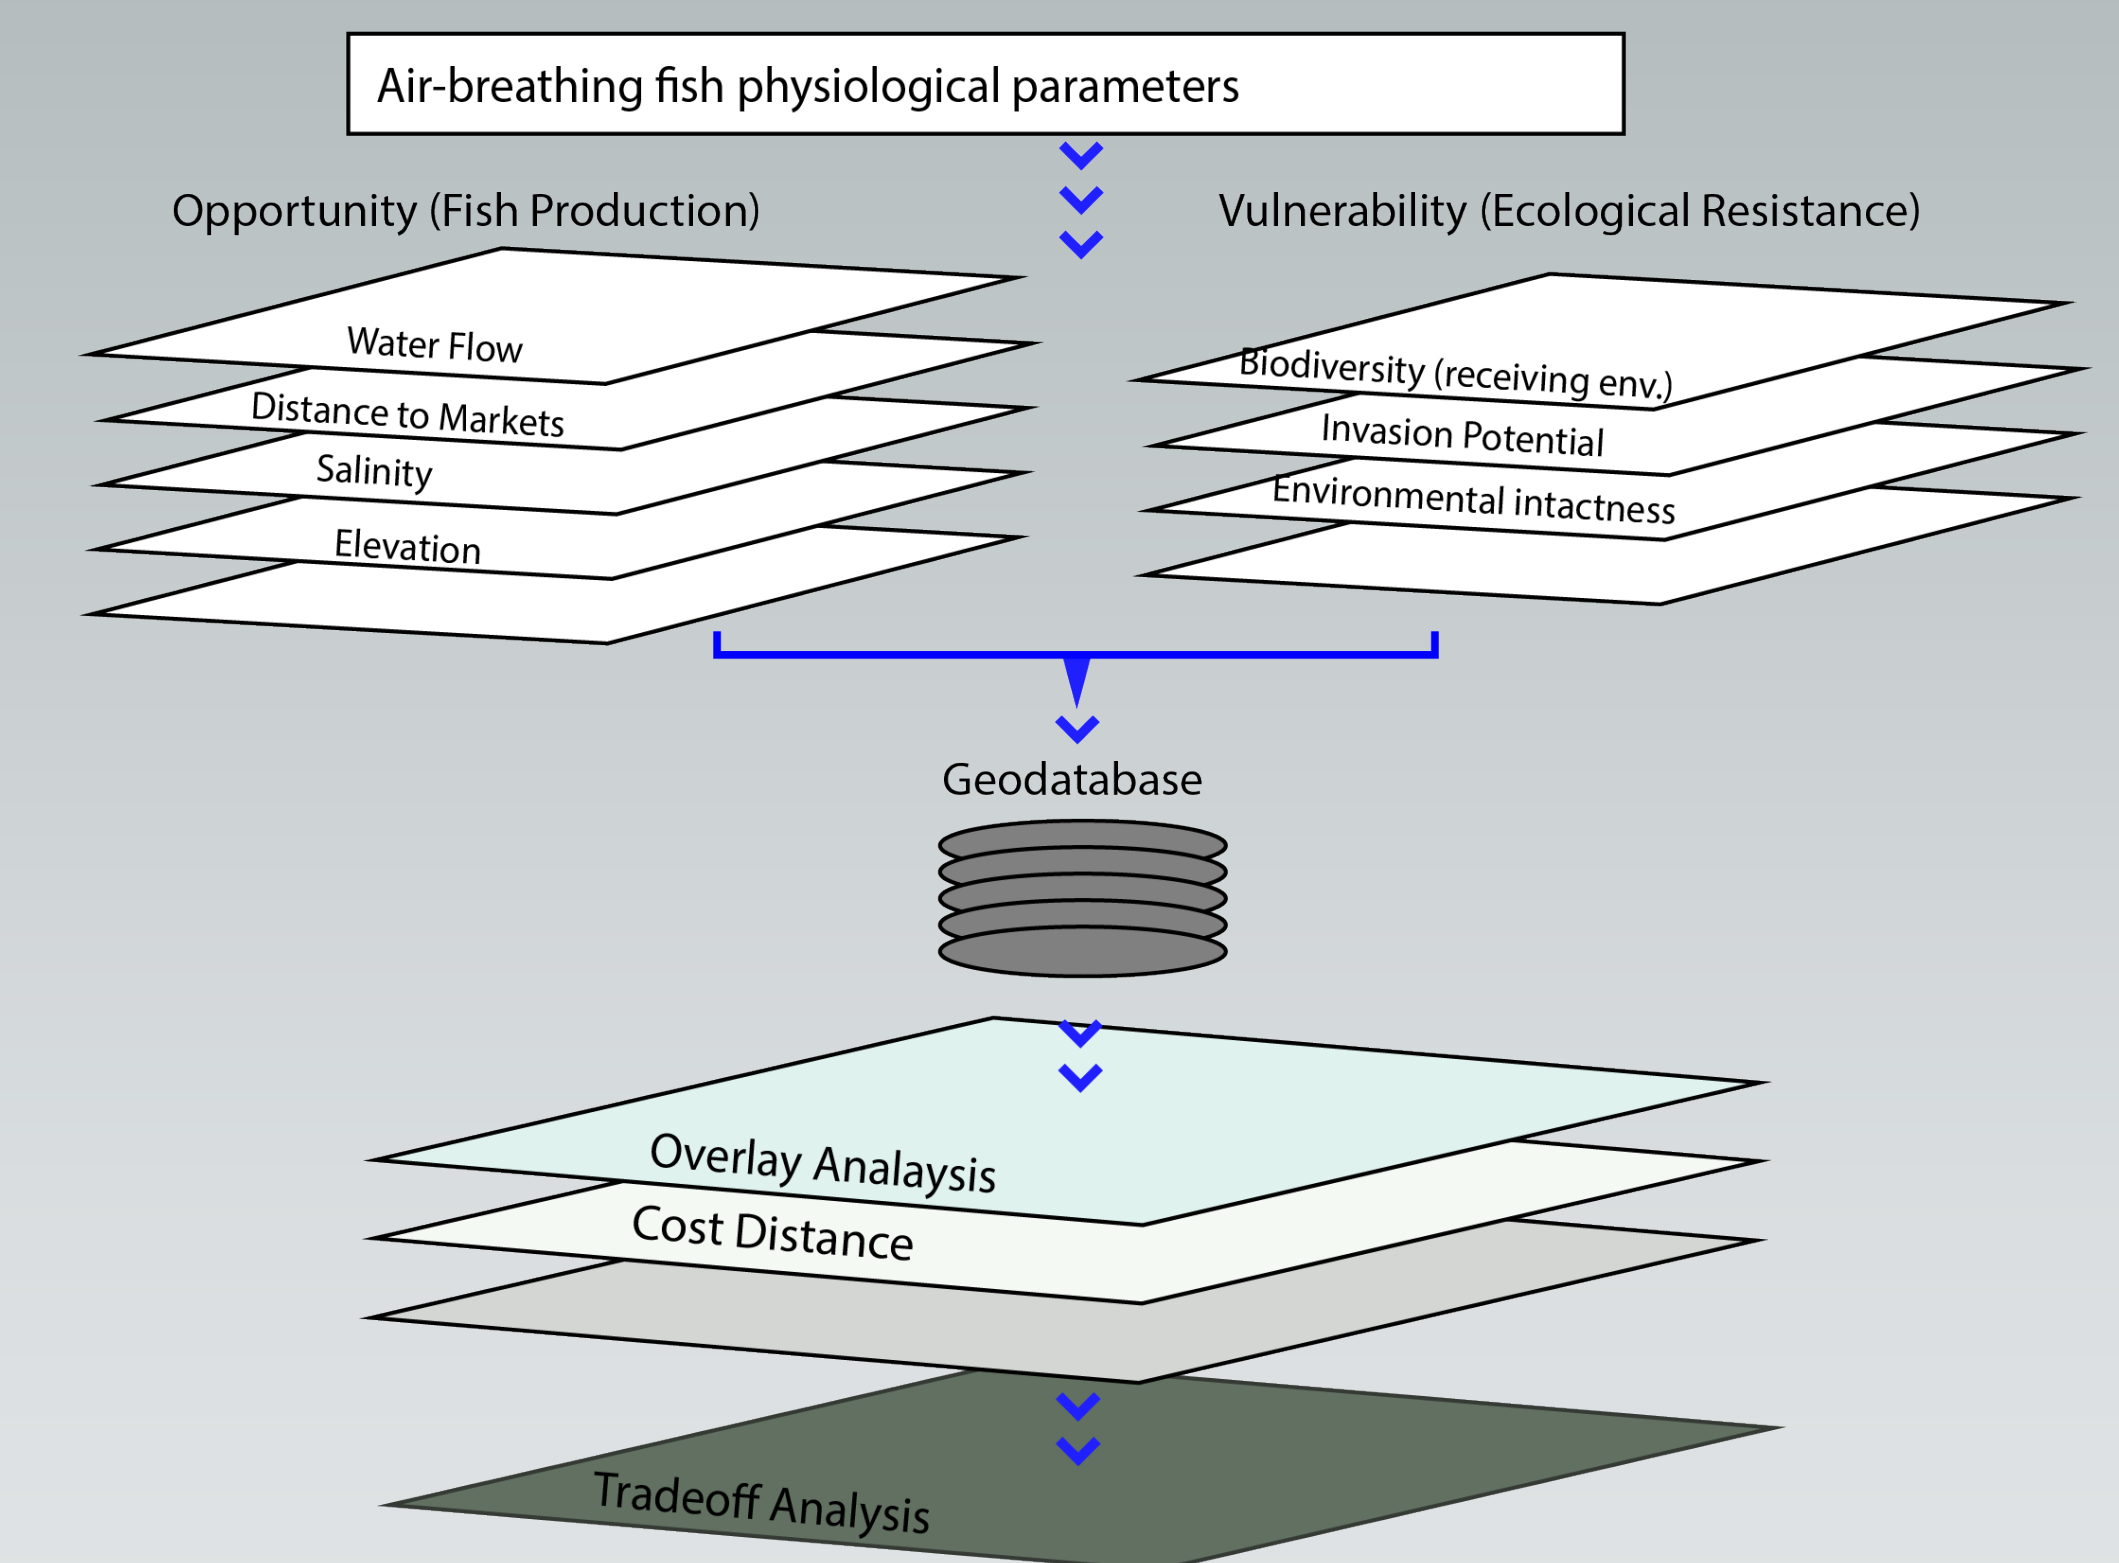 Air-breathing fish physiological parameters
Opportunity (Fish Production)
Vulnerability (Ecological Resistance)
Water Flow
Distance to Markets
Salinity
Elevation
Biodiversity (receiving env.)
Invasion Potential
Environmental intactness
Geodatabase
Overlay Analaysis
Cost Distance
Tradeoff Analysis